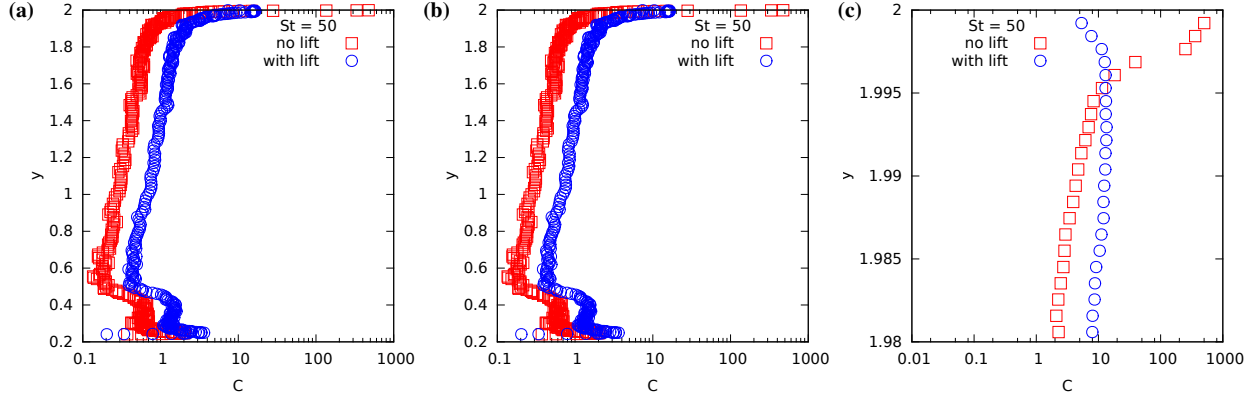 (a)
2
1.8
1.6
1.4
1.2
1
0.8
0.6
0.4
0.2
y
St = 50
no lift
with lift
0.1 1 10 100 1000
C
(b)
2
1.8
1.6
1.4
1.2
1
0.8
0.6
0.4
0.2
y
St = 50
no lift
with lift
0.1 1 10 100 1000
C
(c)
2
1.995
1.99
1.985
1.98
y
St = 50
no lift
with lift
0.01 0.1 1 10 100 1000
C